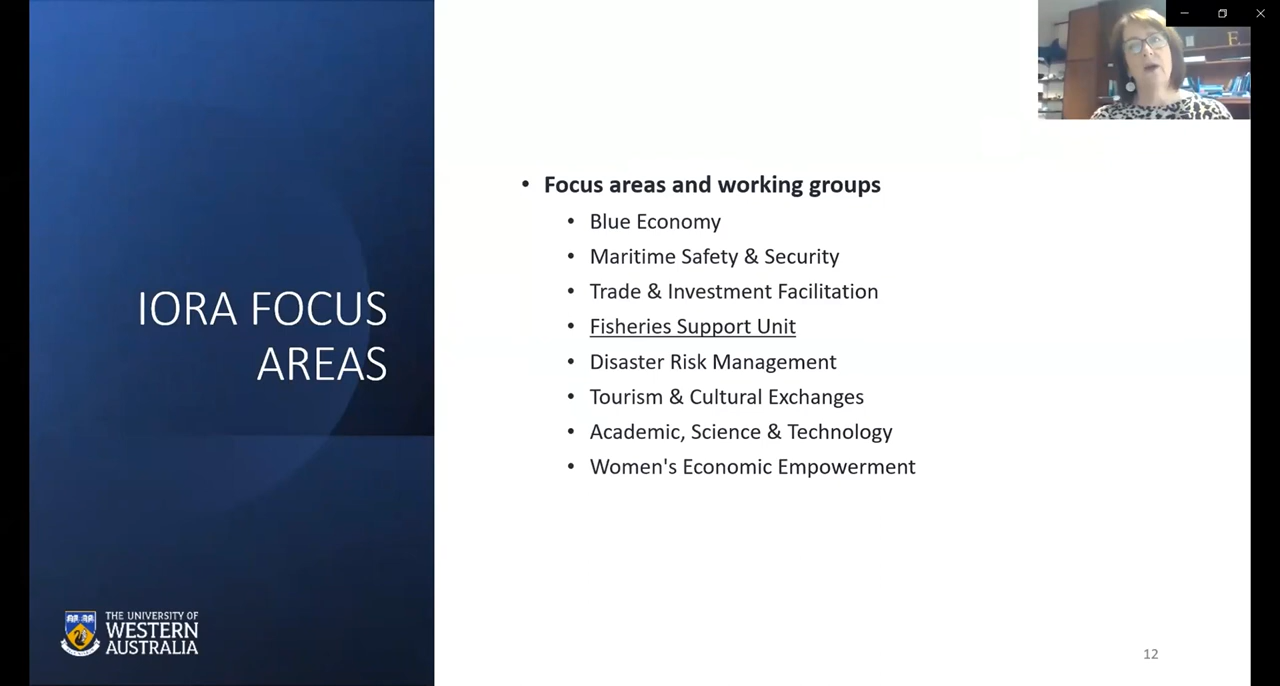 E
Focus areas and working groups
Blue Economy
Maritime Safety & Security
Trade & Investment Facilitation
Fisheries Support Unit
Disaster Risk Management
Tourism & Cultural Exchanges
Academic, Science & Technology
Women's Economic Empowerment
IORA FOCUS
AREAS
THE UNIVERSITY OF
WESTERN
AUSTRALIA
12